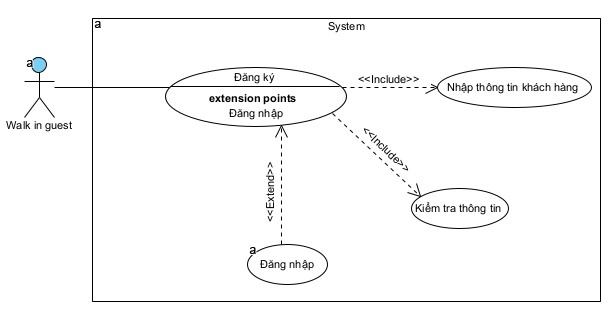 a
System
a
Walk in guest
Đăng ký
extension points
Đăng nhập
<<Include>>
Nhập thông tin khách hàng
<<Include>>
Kiểm tra thông tin
<<Extend>>
a
Đăng nhập